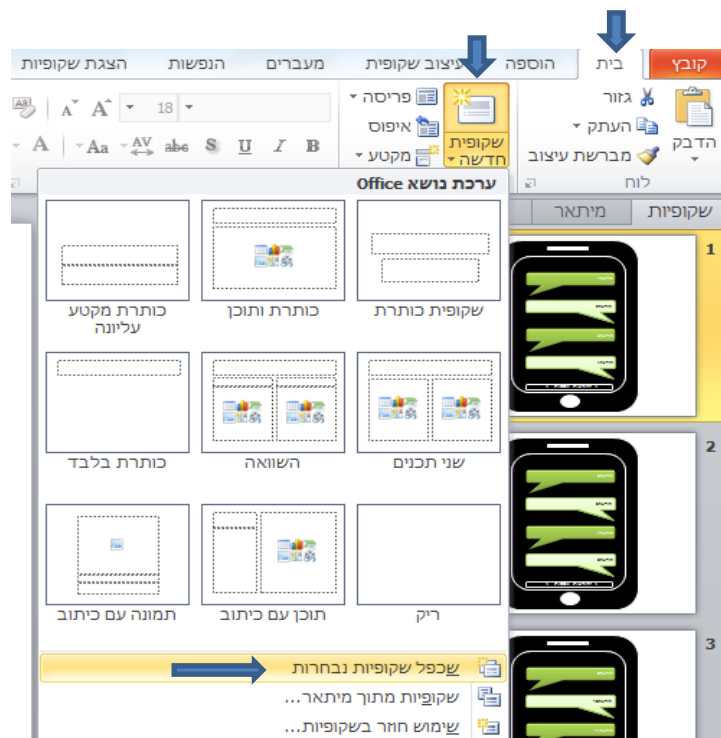 קובץ בית הוספה עיצוב שקופית מעברים הנפשות הצגת שקופיות
גזור
העתק
מברשת עיצוב
הדבק
לוח
שקופית
חדשה
פריסה
איפוס
מקטע
18 A A
B I U S abc AV Aa A
שקופיות מיתאר
ערכת נושא Office
שקופית כותרת כותרת ותוכן כותרת מקטע
עליונה
שני תכנים השוואה כותרת בלבד
ריק תוכן עם כיתוב תמונה עם כיתוב
שכפל שקופיות נבחרות
שקופיות מתוך מיתאר...
שימוש חוזר בשקופיות...
1
2
3